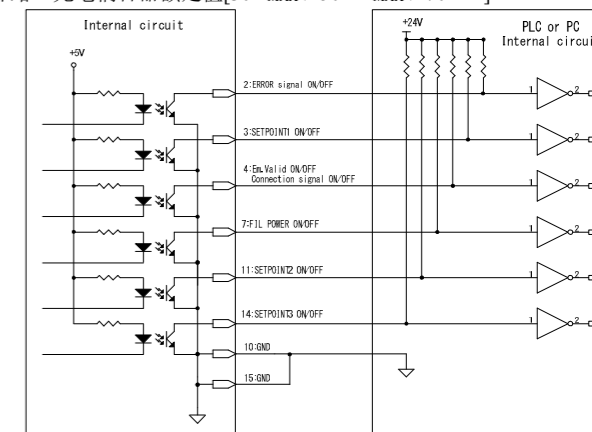 Internal circuit
+5V
+24V
PLC or PC
Internal circui
2:ERROR signal ON/OFF
3:SETPOINT1 ON/OFF
4:Em.Valid ON/OFF
Connection signal ON/OFF
7:FIL POWER ON/OFF
11:SETPOINT2 ON/OFF
14:SETPOINT3 ON/OFF
10:GND
15:GND
1 2
1 2
1 2
1 2
1 2
1 2